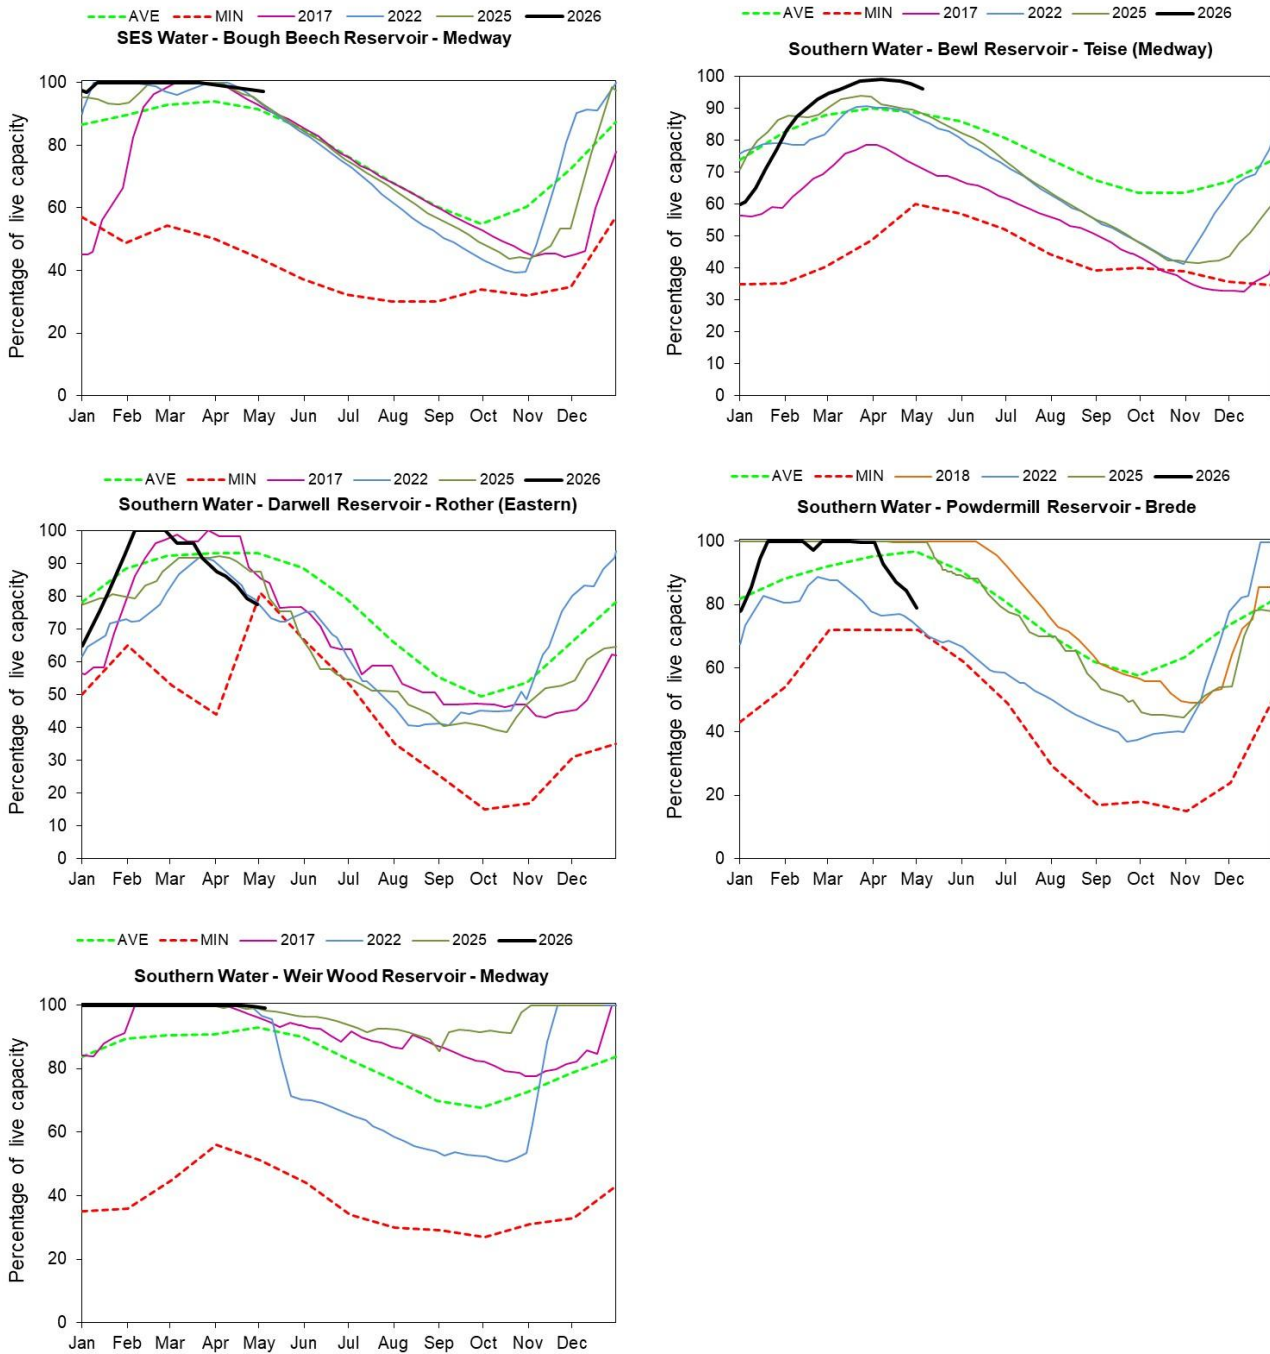 AVE MIN 2017 2022 2025 2026
SES Water - Bough Beech Reservoir - Medway
Percentage of live capacity
100
80
60
40
20
0
Jan Feb Mar Apr May Jun Jul Aug Sep Oct Nov Dec
AVE MIN 2017 2022 2025 2026
Southern Water - Bewl Reservoir - Teise (Medway)
Percentage of live capacity
100
90
80
70
60
50
40
30
20
10
0
Jan Feb Mar Apr May Jun Jul Aug Sep Oct Nov Dec
AVE MIN 2017 2022 2025 2026
Southern Water - Darwell Reservoir - Rother (Eastern)
Percentage of live capacity
100
90
80
70
60
50
40
30
20
10
0
Jan Feb Mar Apr May Jun Jul Aug Sep Oct Nov Dec
AVE MIN 2018 2022 2025 2026
Southern Water - Powdermill Reservoir - Brede
Percentage of live capacity
100
80
60
40
20
0
Jan Feb Mar Apr May Jun Jul Aug Sep Oct Nov Dec
AVE MIN 2017 2022 2025 2026
Southern Water - Weir Wood Reservoir - Medway
Percentage of live capacity
100
80
60
40
20
0
Jan Feb Mar Apr May Jun Jul Aug Sep Oct Nov Dec